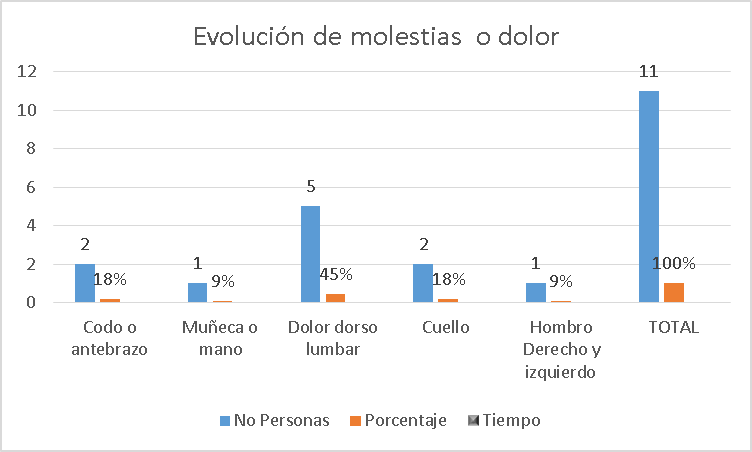 Evolución de molestias  o dolor
12
10
8
6
4
2
0
2
18%
1
9%
5
45%
2
18%
1
9%
11
100%
Codo o
antebrazo
Muñeca o
mano
Dolor dorso
lumbar
Cuello
Hombro
Derecho y
izquierdo
TOTAL
No Personas
Porcentaje
Tiempo